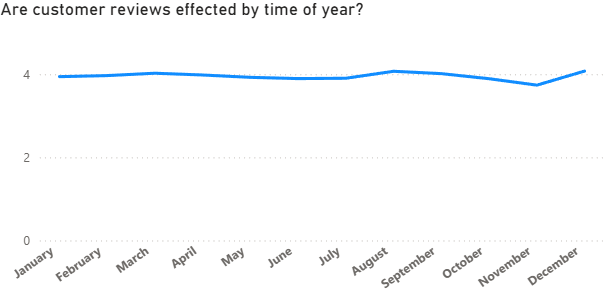 Are customer reviews effected by time of year?
4
2
0
January
February
March
April
May
June
July
August
September
October
November
December